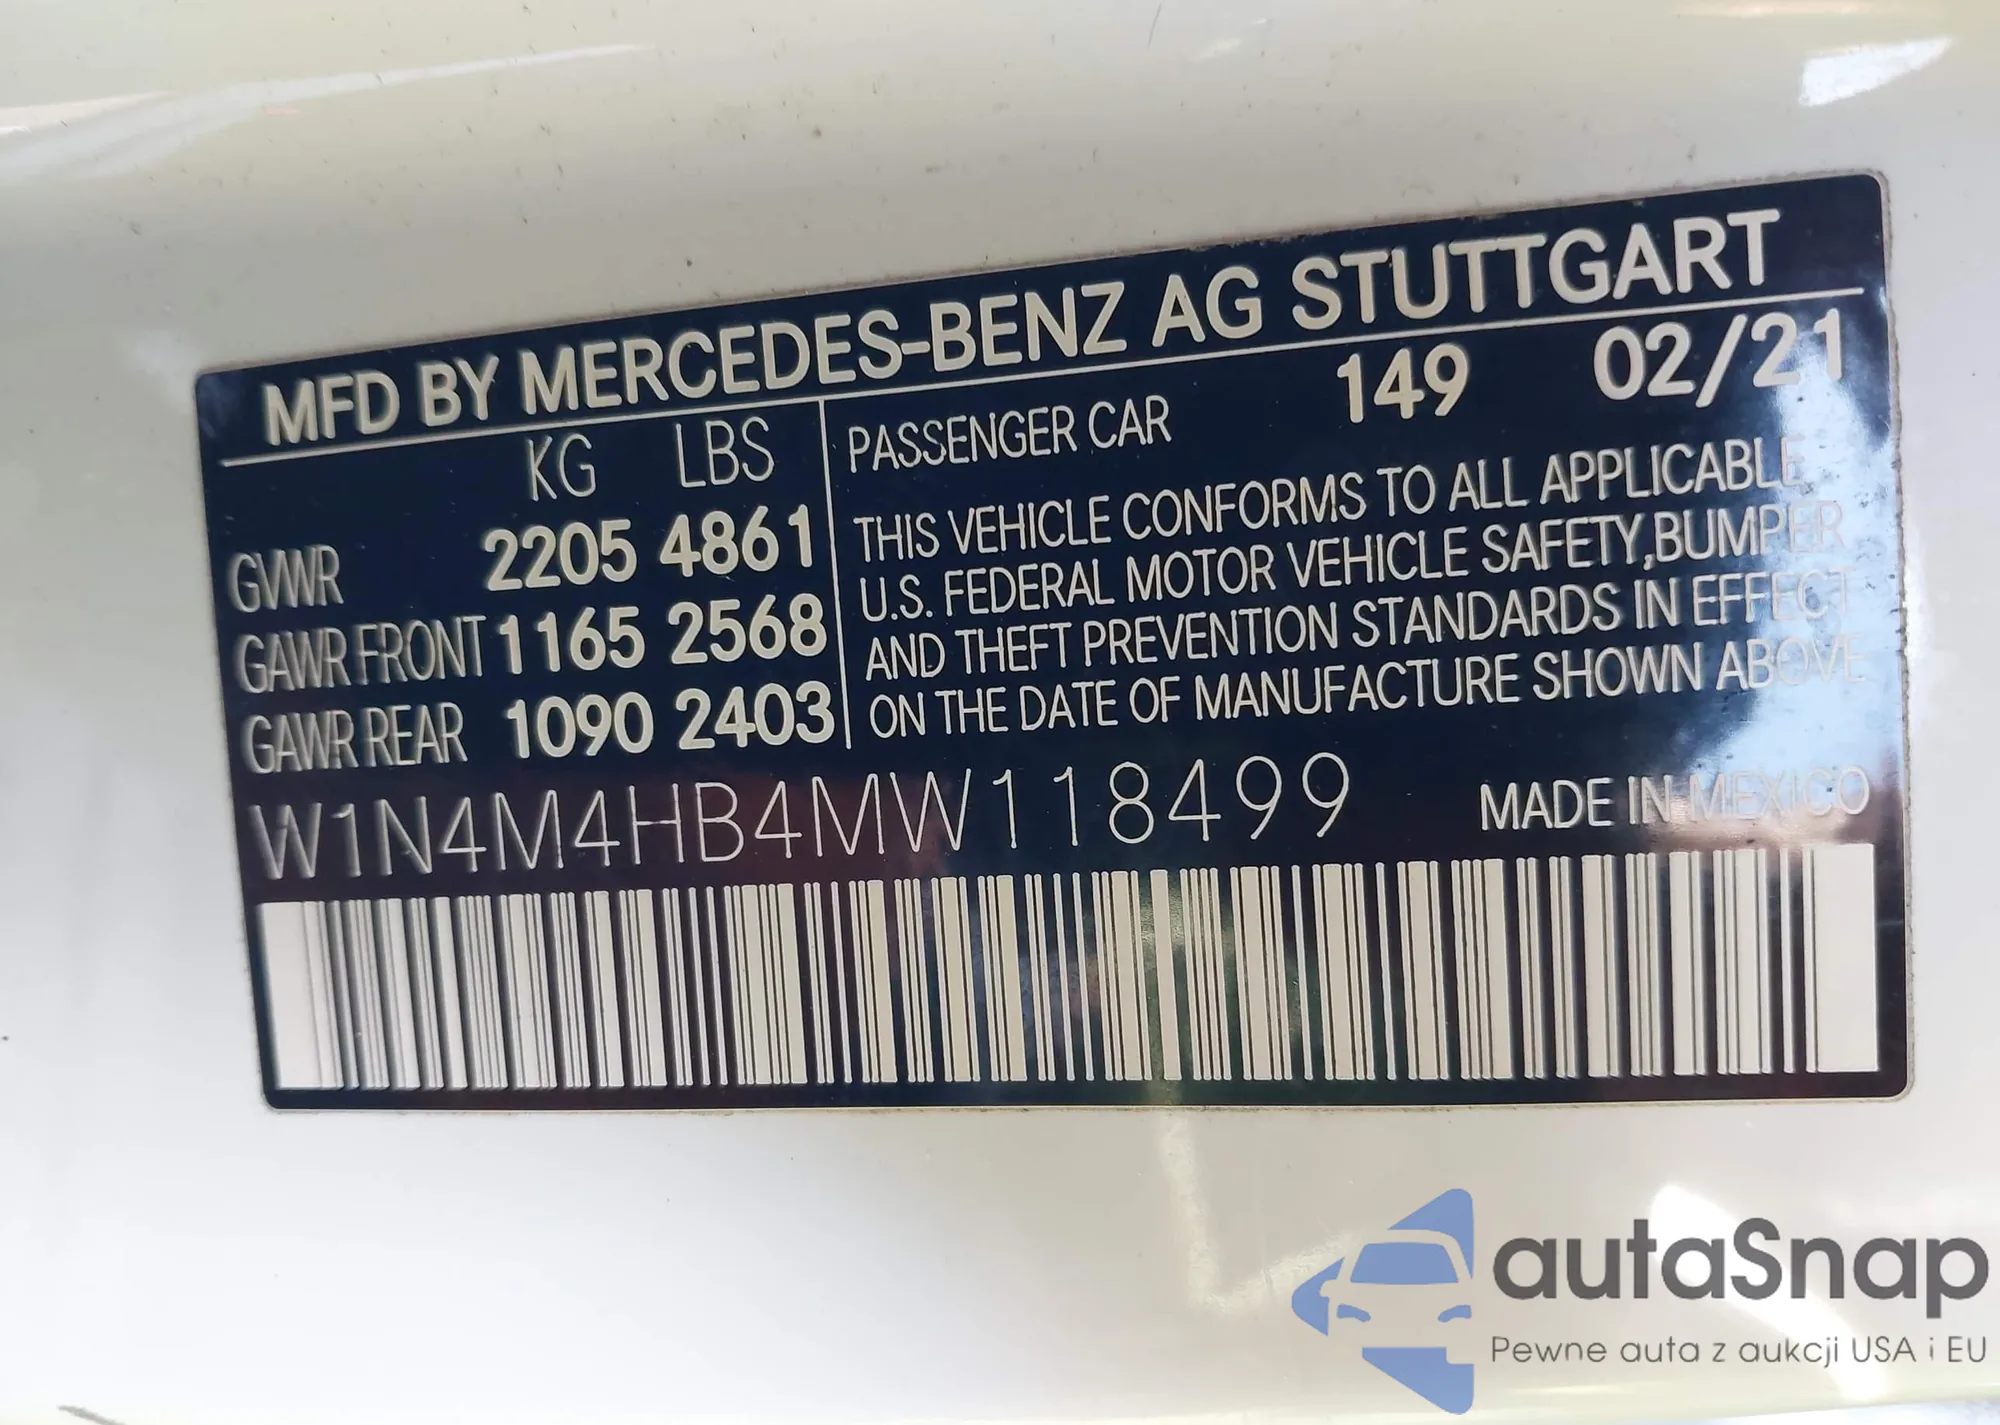 MFD BY MERCEDES-BENZ AG STUTTGART
KG LBS
GVWR 2205 4861
GAWR FRONT 1165 2568
GAWR REAR 1090 2403
PASSENGER CAR 149 02/21
THIS VEHICLE CONFORMS TO ALL APPLICABLE
U.S. FEDERAL MOTOR VEHICLE SAFETY,BUMPER
AND THEFT PREVENTION STANDARDS IN EFFECT
ON THE DATE OF MANUFACTURE SHOWN ABOVE
W1N4M4HB4MW118499 MADE IN MEXICO
autaSnap
Pewne auta z aukcji USA i EU